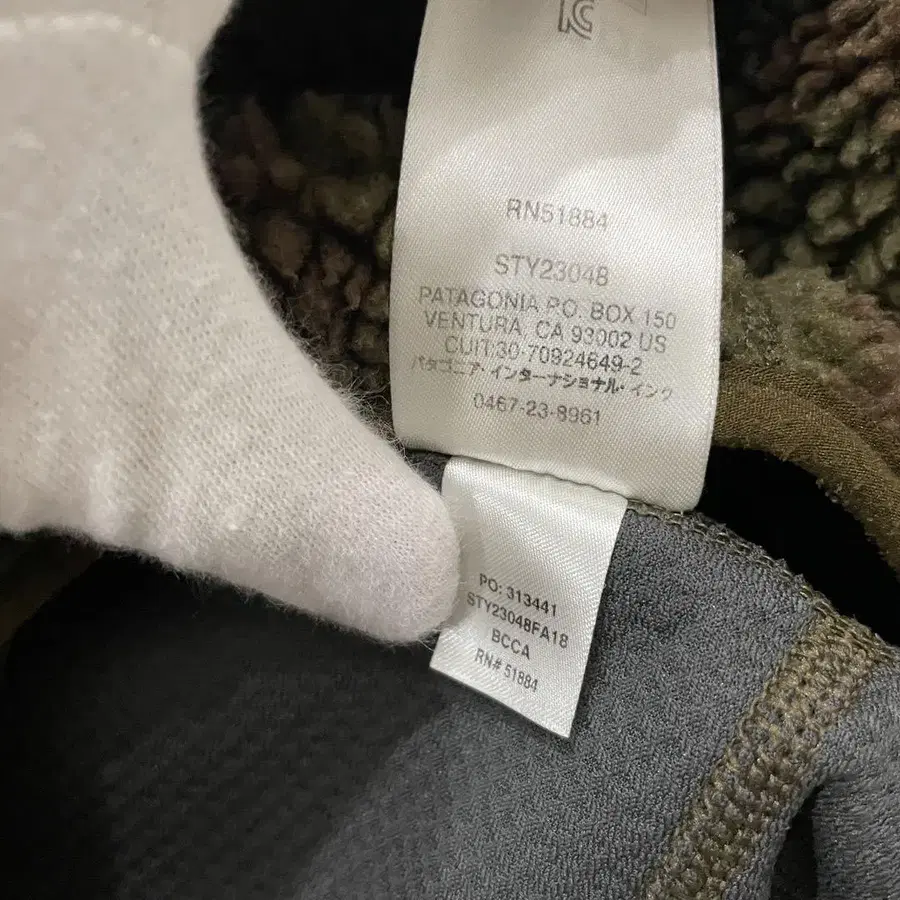 RN51884
STY23048
PATAGONIA P.O. BOX 150
VENTURA, CA 93002 US
CUIT:30-70924649-2
パタゴニア・インターナショナル・インク
0467-23-8961
PO: 313441
STY23048FA18
BCCA
RN# 51884